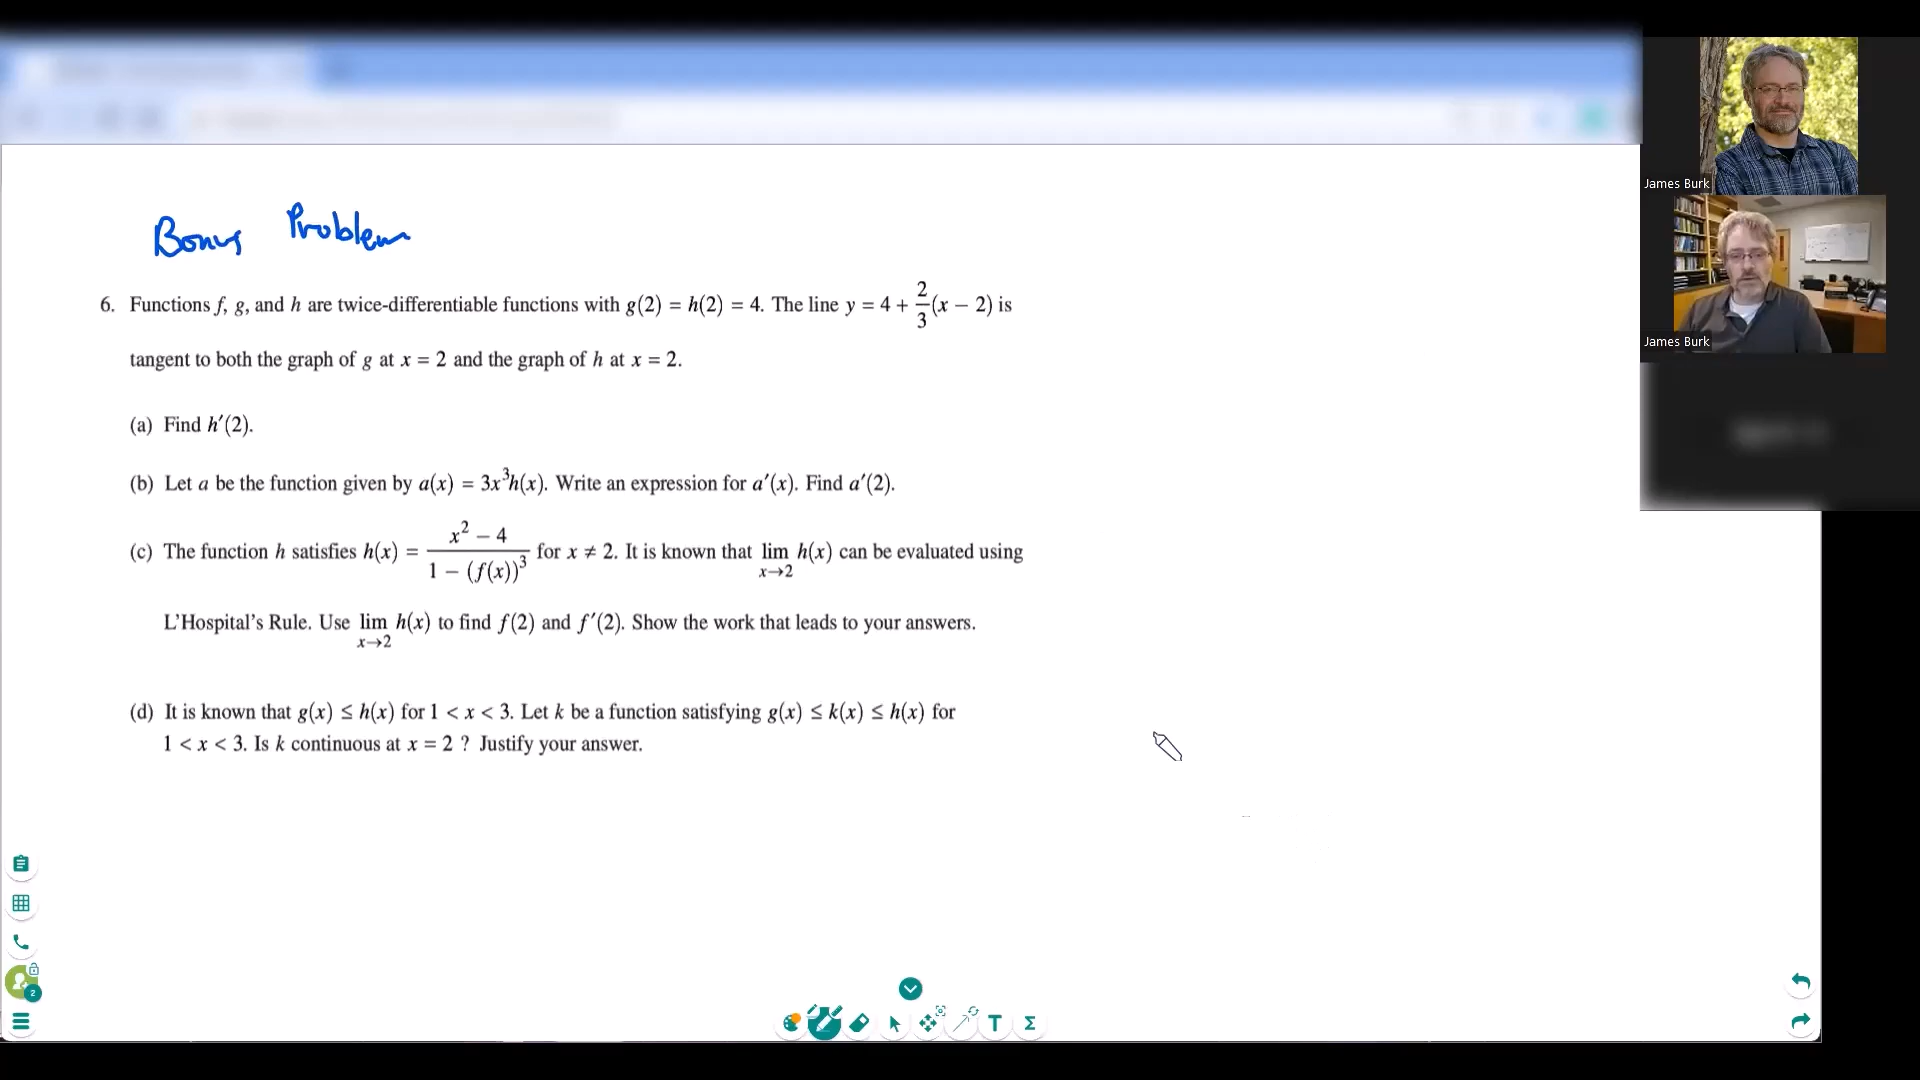 Bonus Problem
6. Functions f, g, and h are twice-differentiable functions with g(2) = h(2) = 4. The line y = 4 + 2/3(x − 2) is
tangent to both the graph of g at x = 2 and the graph of h at x = 2.
(a) Find h′(2).
(b) Let a be the function given by a(x) = 3x³h(x). Write an expression for a′(x). Find a′(2).
(c) The function h satisfies h(x) = (x² − 4)/(1 − (f(x))³) for x ≠ 2. It is known that lim x→2 h(x) can be evaluated using
L’Hospital’s Rule. Use lim x→2 h(x) to find f(2) and f′(2). Show the work that leads to your answers.
(d) It is known that g(x) ≤ h(x) for 1 < x < 3. Let k be a function satisfying g(x) ≤ k(x) ≤ h(x) for
1 < x < 3. Is k continuous at x = 2 ? Justify your answer.
James Burk
James Burk
2
T
Σ